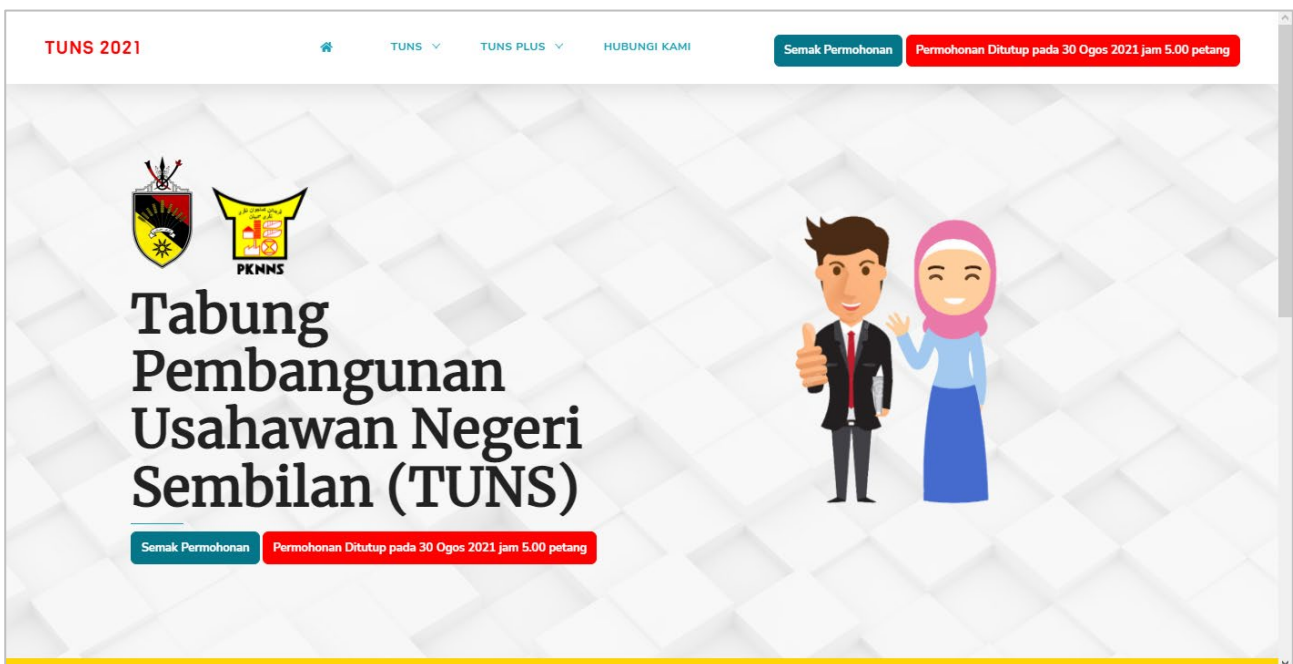 TUNS 2021
TUNS
TUNS PLUS
HUBUNGI KAMI
Semak Permohonan
Permohonan Ditutup pada 30 Ogos 2021 jam 5.00 petang
PKNNS
Tabung
Pembangunan
Usahawan Negeri
Sembilan (TUNS)
Semak Permohonan
Permohonan Ditutup pada 30 Ogos 2021 jam 5.00 petang